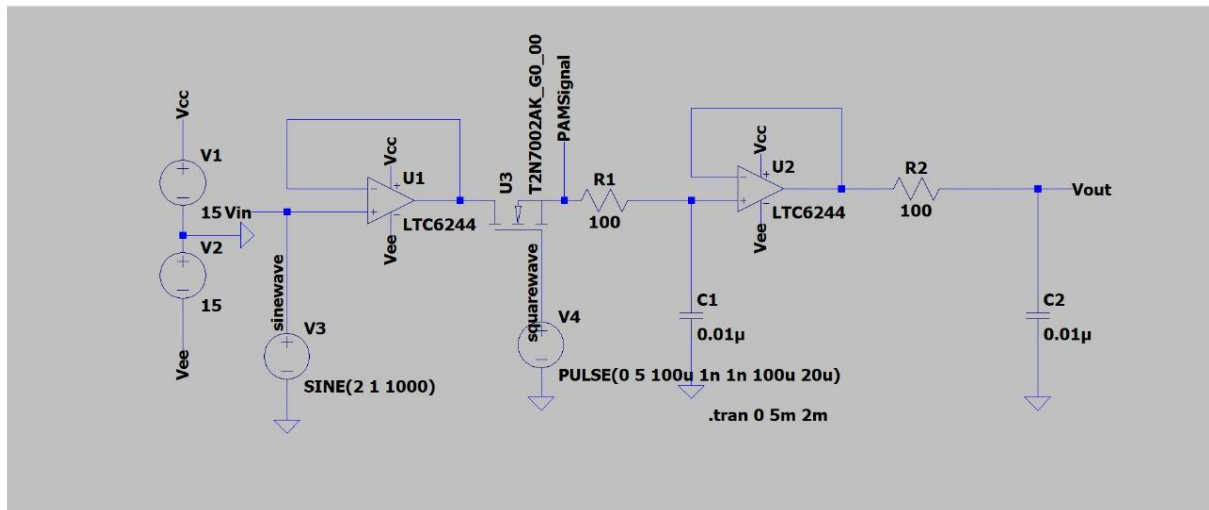 Vcc
V1
15
Vin
V2
15
Vee
sinewave
V3
SINE(2 1 1000)
Vcc
U1
LTC6244
Vee
U3
T2N7002AK_G0_00
PAMSignal
squarewave
V4
PULSE(0 5 100u 1n 1n 100u 20u)
R1
100
C1
0.01µ
Vcc
U2
LTC6244
Vee
R2
100
Vout
C2
0.01µ
.tran 0 5m 2m